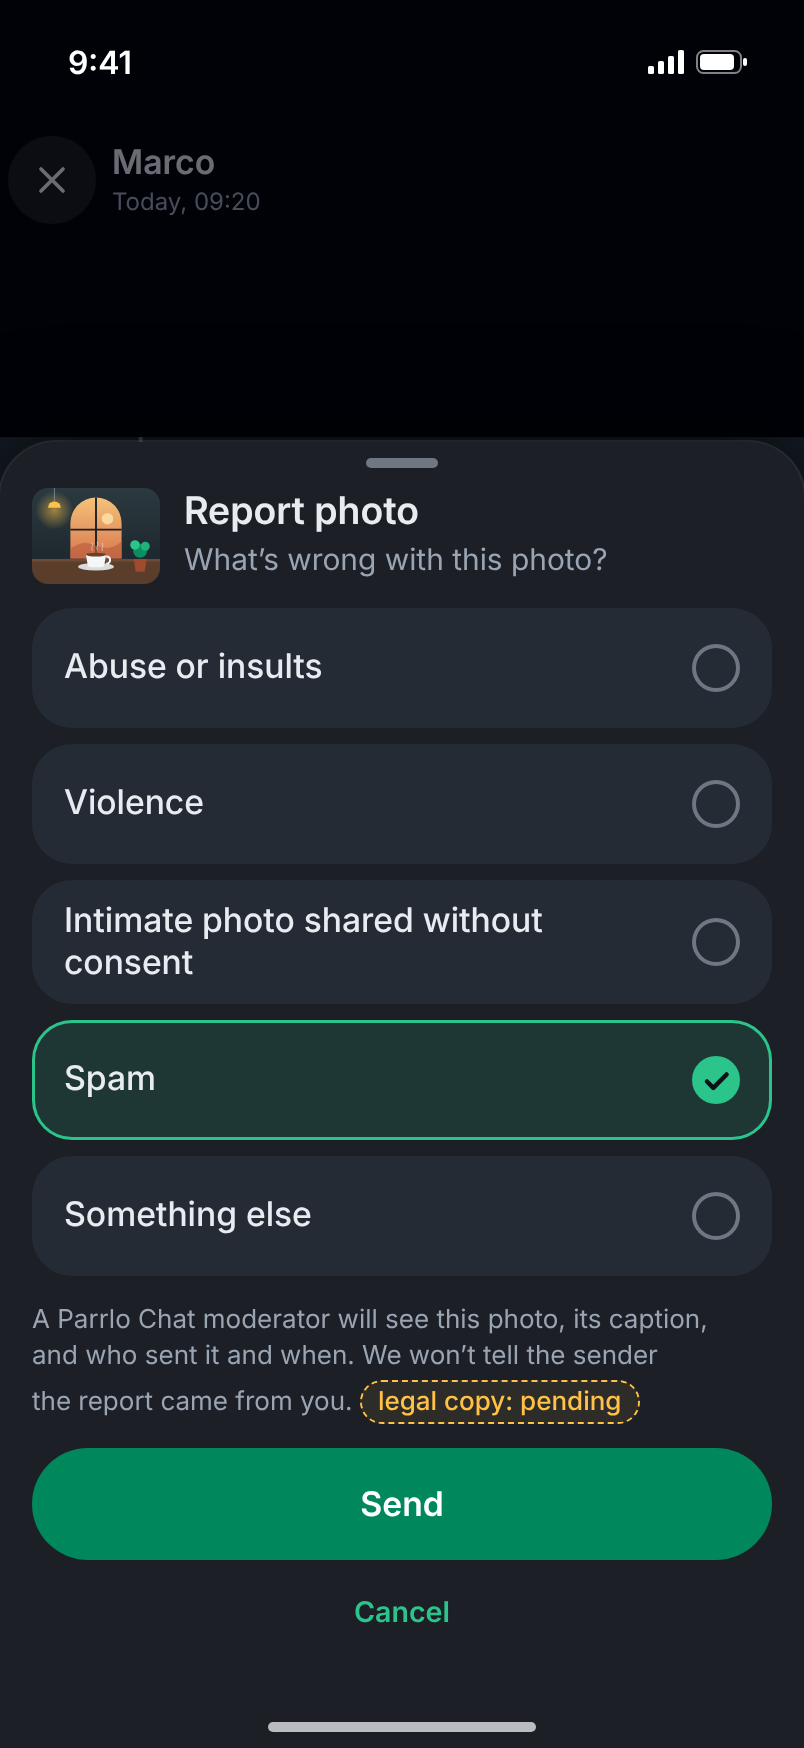 9:41
Marco
Today, 09:20
Report photo
What’s wrong with this photo?
Abuse or insults
Violence
Intimate photo shared without
consent
Spam
Something else
A Parrlo Chat moderator will see this photo, its caption,
and who sent it and when. We won’t tell the sender
the report came from you. legal copy: pending
Send
Cancel